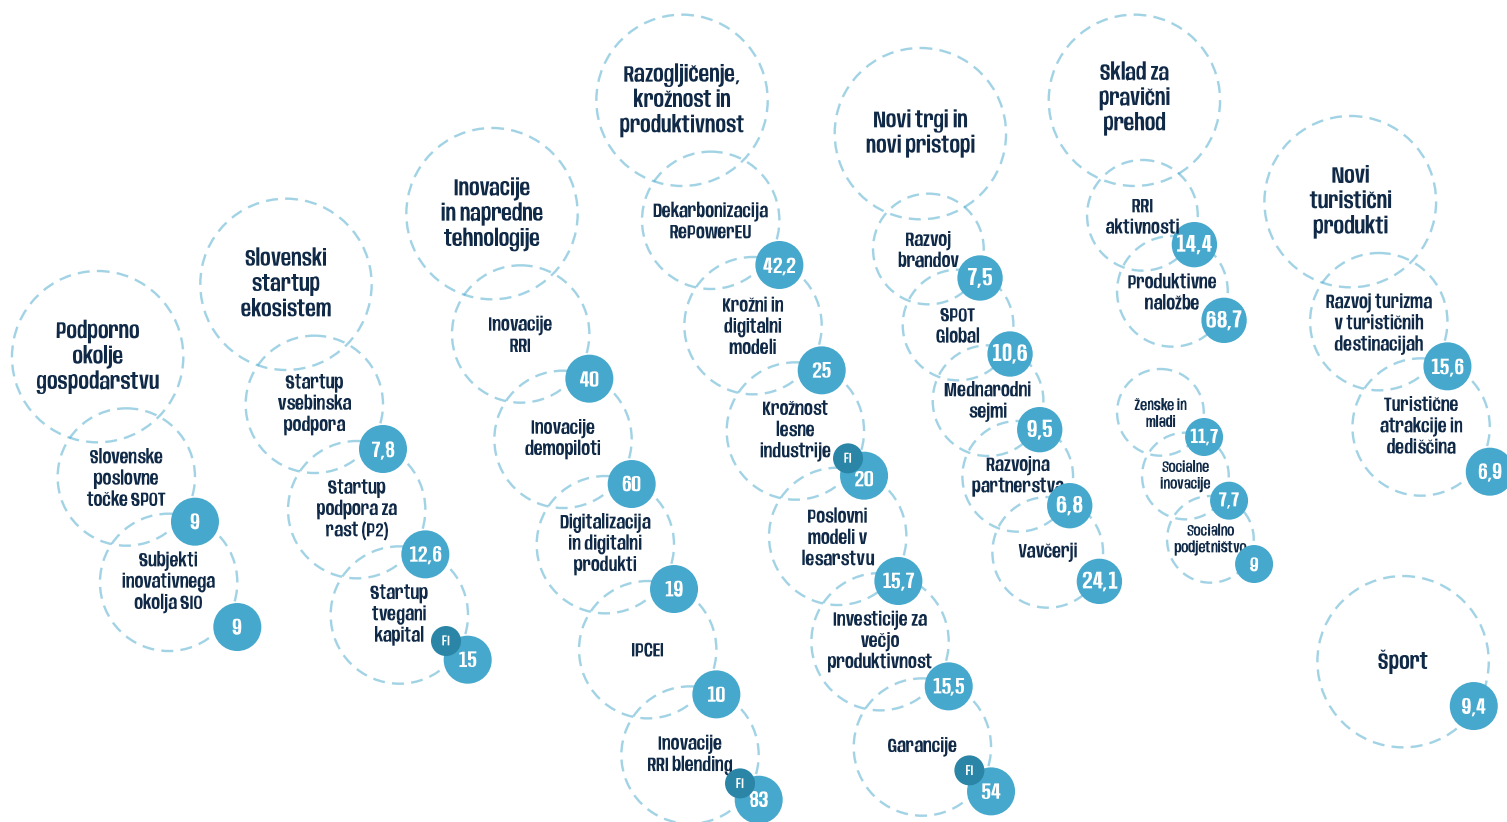 Podporno
okolje
gospodarstvu
Slovenske
poslovne
točke SPOT
9
Subjekti
inovativnega
okolja SIO
9
Slovenski
startup
ekosistem
Startup
vsebinska
podpora
7,8
Startup
podpora za
rast (P2)
12,6
Startup
tvegani
kapital
FI
15
Inovacije
in napredne
tehnologije
Inovacije
RRI
40
Inovacije
demopiloti
60
Digitalizacija
in digitalni
produkti
19
IPCEI
10
Inovacije
RRI blending
FI
83
Razogljičenje,
krožnost in
produktivnost
Dekarbonizacija
RePowerEU
42,2
Krožni in
digitalni
modeli
25
Krožnost
lesne
industrije
FI
20
Poslovni
modeli v
lesarstvu
15,7
Investicije za
večjo
produktivnost
15,5
Garancije
FI
54
Novi trgi in
novi pristopi
Razvoj
brandov
7,5
SPOT
Global
10,6
Mednarodni
sejmi
9,5
Razvojna
partnerstva
6,8
Vavčerji
24,1
Sklad za
pravični
prehod
RRI
aktivnosti
14,4
Produktivne
naložbe
68,7
Ženske in
mladi
11,7
Socialne
inovacije
7,7
Socialno
podjetništvo
9
Novi
turistični
produkti
Razvoj turizma
v turističnih
destinacijah
15,6
Turistične
atrakcije in
dediščina
6,9
Šport
9,4